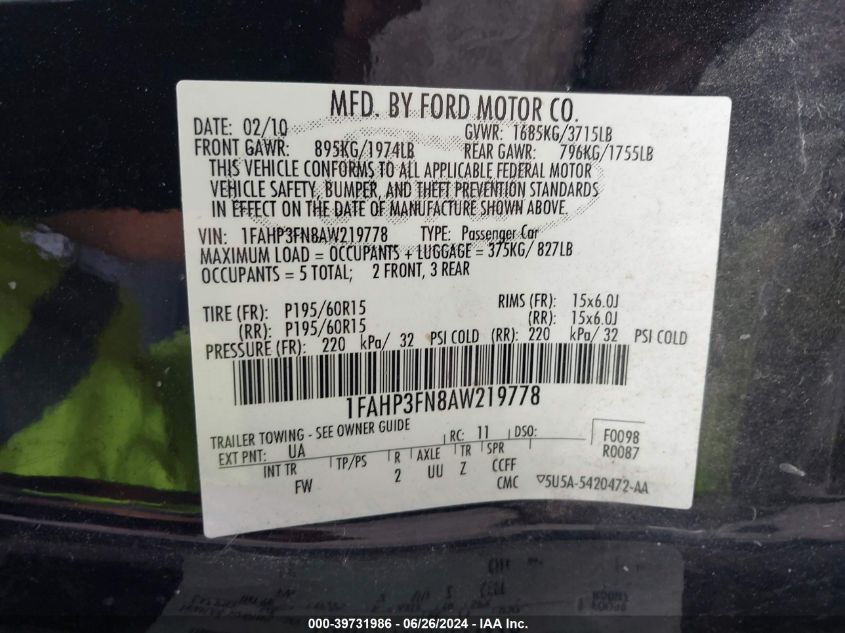 MFD. BY FORD MOTOR CO.
DATE: 02/10 GVWR: 1685KG/3715LB
FRONT GAWR: 895KG/1974LB REAR GAWR: 796KG/1755LB
THIS VEHICLE CONFORMS TO ALL APPLICABLE FEDERAL MOTOR
VEHICLE SAFETY, BUMPER, AND THEFT PREVENTION STANDARDS
IN EFFECT ON THE DATE OF MANUFACTURE SHOWN ABOVE.
VIN: 1FAHP3FN8AW219778 TYPE: Passenger Car
MAXIMUM LOAD = OCCUPANTS + LUGGAGE = 375KG/ 827LB
OCCUPANTS = 5 TOTAL; 2 FRONT, 3 REAR
TIRE (FR): P195/60R15 RIMS (FR): 15x6.0J
(RR): P195/60R15 (RR): 15x6.0J
PRESSURE (FR): 220 kPa/ 32 PSI COLD (RR): 220 kPa/ 32 PSI COLD
1FAHP3FN8AW219778
TRAILER TOWING - SEE OWNER GUIDE
EXT PNT: UA RC: 11 DSO: F0098
INT TR TP/PS R AXLE TR SPR R0087
FW 2 UU Z CCFF
CMC ▽5U5A-5420472-AA
000-39731986 - 06/26/2024 - IAA Inc.